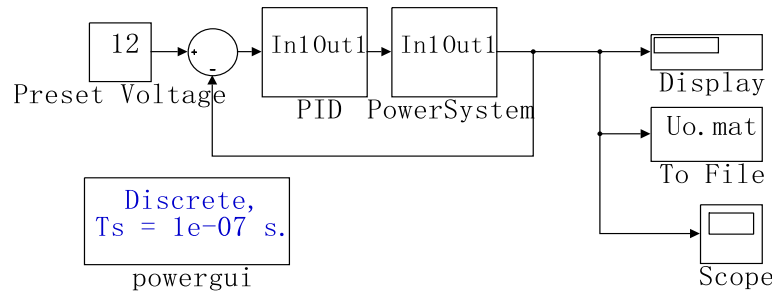 12
Preset Voltage
+
-
In1Out1
PID
In1Out1
PowerSystem
Display
Uo.mat
To File
Discrete,
Ts = 1e-07 s.
powergui
Scope